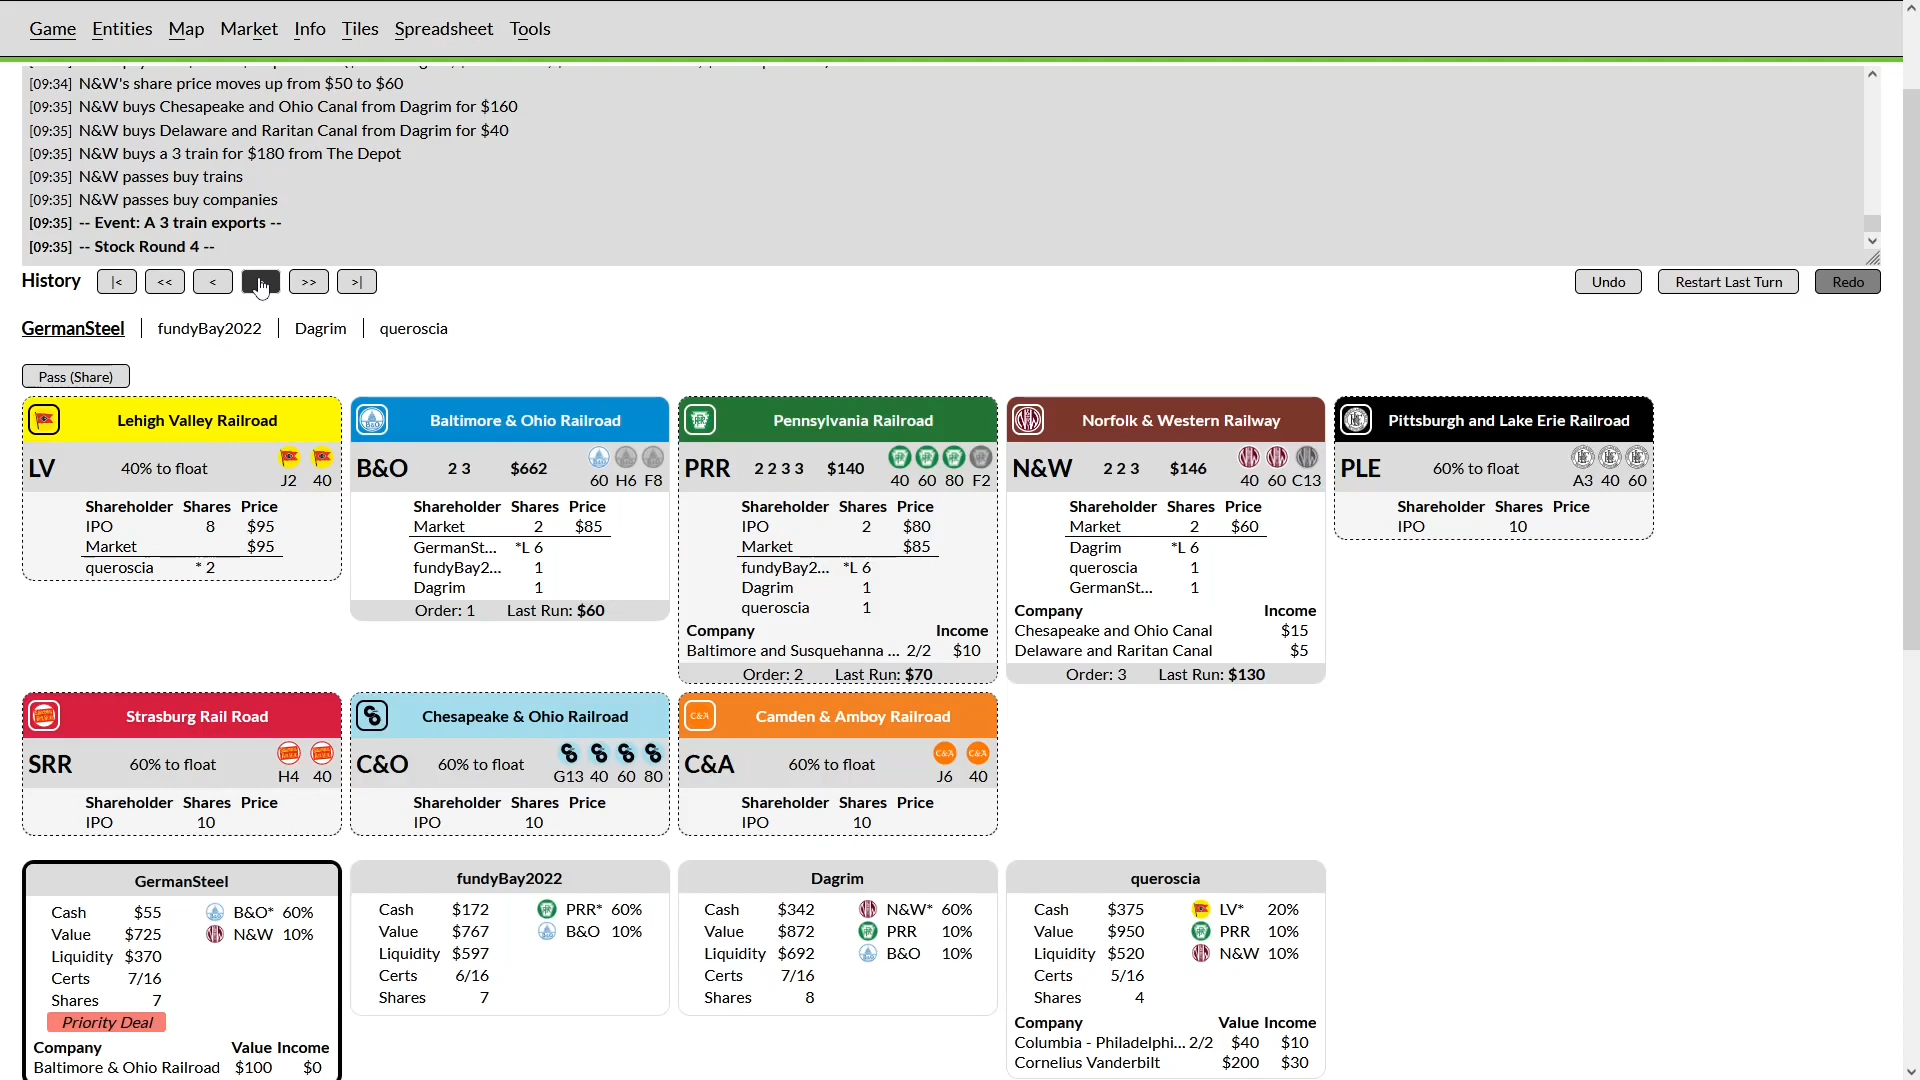 Game Entities Map Market Info Tiles Spreadsheet Tools
[09:34] N&W's share price moves up from $50 to $60
[09:35] N&W buys Chesapeake and Ohio Canal from Dagrim for $160
[09:35] N&W buys Delaware and Raritan Canal from Dagrim for $40
[09:35] N&W buys a 3 train for $180 from The Depot
[09:35] N&W passes buy trains
[09:35] N&W passes buy companies
[09:35] -- Event: A 3 train exports --
[09:35] -- Stock Round 4 --
History |< << < >> >| Undo Restart Last Turn Redo
GermanSteel fundyBay2022 Dagrim queroscia
Pass (Share)
Lehigh Valley Railroad
LV 40% to float J2 40
Shareholder Shares Price
IPO 8 $95
Market $95
queroscia * 2
Baltimore & Ohio Railroad
B&O 2 3 $662 60 H6 F8
Shareholder Shares Price
Market 2 $85
GermanSt... *L 6
fundyBay2... 1
Dagrim 1
Order: 1 Last Run: $60
Pennsylvania Railroad
PRR 2 2 3 3 $140 40 60 80 F2
Shareholder Shares Price
IPO 2 $80
Market $85
fundyBay2... *L 6
Dagrim 1
queroscia 1
Company Income
Baltimore and Susquehanna ... 2/2 $10
Order: 2 Last Run: $70
Norfolk & Western Railway
N&W 2 2 3 $146 40 60 C13
Shareholder Shares Price
Market 2 $60
Dagrim *L 6
queroscia 1
GermanSt... 1
Company Income
Chesapeake and Ohio Canal $15
Delaware and Raritan Canal $5
Order: 3 Last Run: $130
Pittsburgh and Lake Erie Railroad
PLE 60% to float A3 40 60
Shareholder Shares Price
IPO 10
Strasburg Rail Road
SRR 60% to float H4 40
Shareholder Shares Price
IPO 10
Chesapeake & Ohio Railroad
C&O 60% to float G13 40 60 80
Shareholder Shares Price
IPO 10
C&A Camden & Amboy Railroad
C&A C&A
C&A 60% to float J6 40
Shareholder Shares Price
IPO 10
GermanSteel
Cash $55 B&O* 60%
Value $725 N&W 10%
Liquidity $370
Certs 7/16
Shares 7
Priority Deal
Company Value Income
Baltimore & Ohio Railroad $100 $0
fundyBay2022
Cash $172 PRR* 60%
Value $767 B&O 10%
Liquidity $597
Certs 6/16
Shares 7
Dagrim
Cash $342 N&W* 60%
Value $872 PRR 10%
Liquidity $692 B&O 10%
Certs 7/16
Shares 8
queroscia
Cash $375 LV* 20%
Value $950 PRR 10%
Liquidity $520 N&W 10%
Certs 5/16
Shares 4
Company Value Income
Columbia - Philadelphi... 2/2 $40 $10
Cornelius Vanderbilt $200 $30